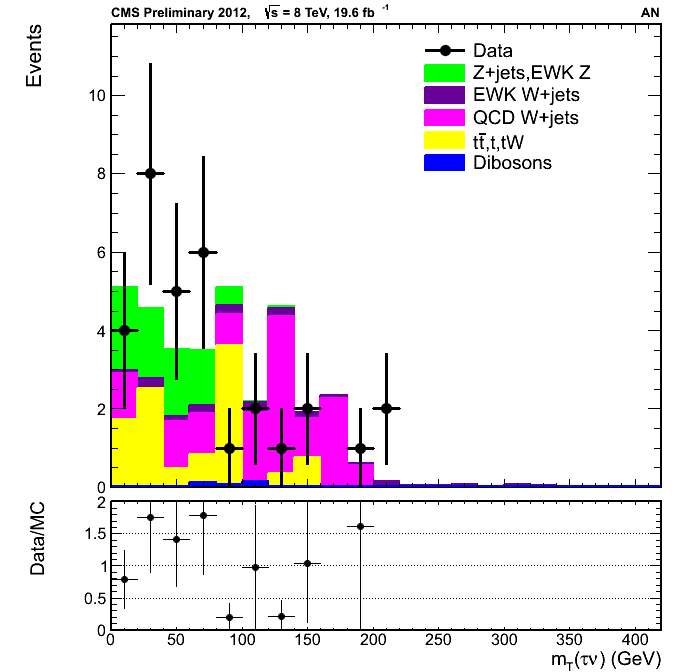 CMS Preliminary 2012, √s = 8 TeV, 19.6 fb⁻¹ AN
Events
Data
Z+jets,EWK Z
EWK W+jets
QCD W+jets
tt̄,t,tW
Dibosons
10
8
6
4
2
0
Data/MC
2
1.5
1
0.5
0
0 50 100 150 200 250 300 350 400
m_T(τν) (GeV)